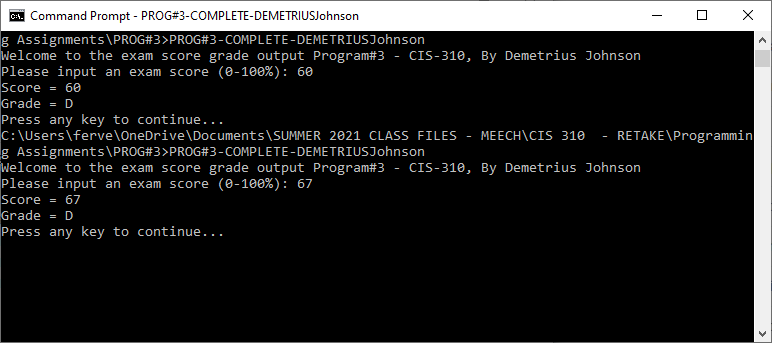 Command Prompt - PROG#3-COMPLETE-DEMETRIUSJohnson
g Assignments\PROG#3>PROG#3-COMPLETE-DEMETRIUSJohnson
Welcome to the exam score grade output Program#3 - CIS-310, By Demetrius Johnson
Please input an exam score (0-100%): 60
Score = 60
Grade = D
Press any key to continue...
C:\Users\ferve\OneDrive\Documents\SUMMER 2021 CLASS FILES - MEECH\CIS 310  - RETAKE\Programmin
g Assignments\PROG#3>PROG#3-COMPLETE-DEMETRIUSJohnson
Welcome to the exam score grade output Program#3 - CIS-310, By Demetrius Johnson
Please input an exam score (0-100%): 67
Score = 67
Grade = D
Press any key to continue...